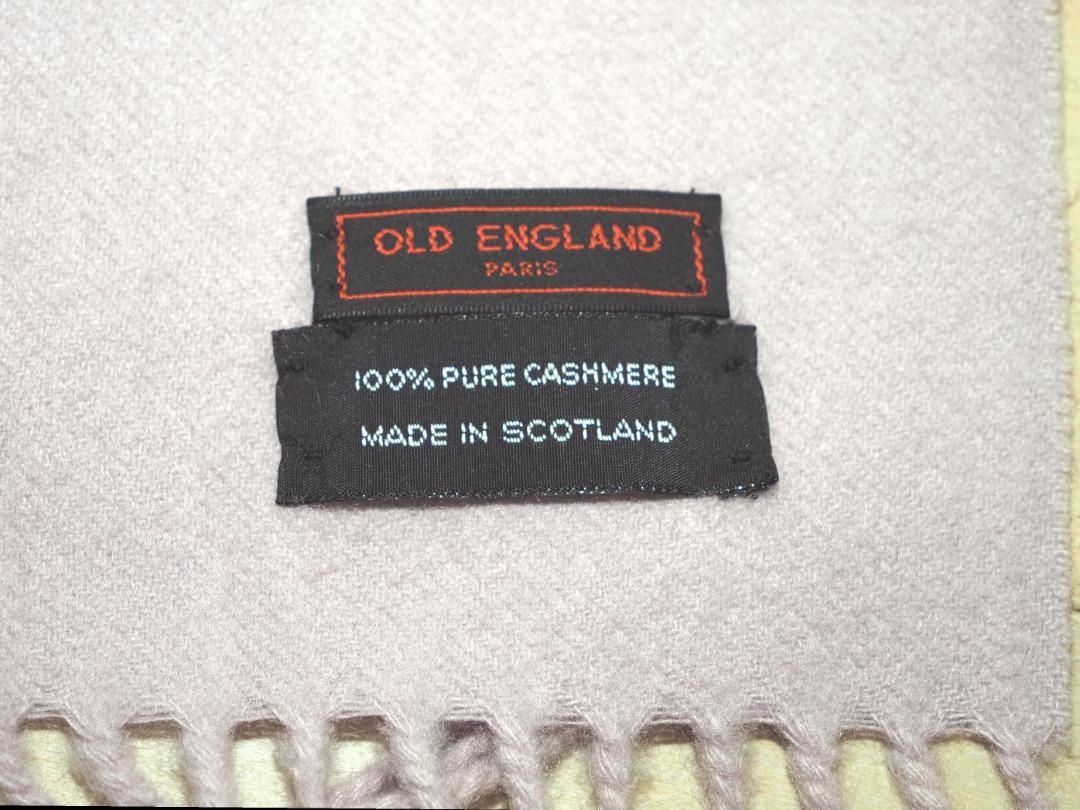 OLD ENGLAND
PARIS
100% PURE CASHMERE
MADE IN SCOTLAND